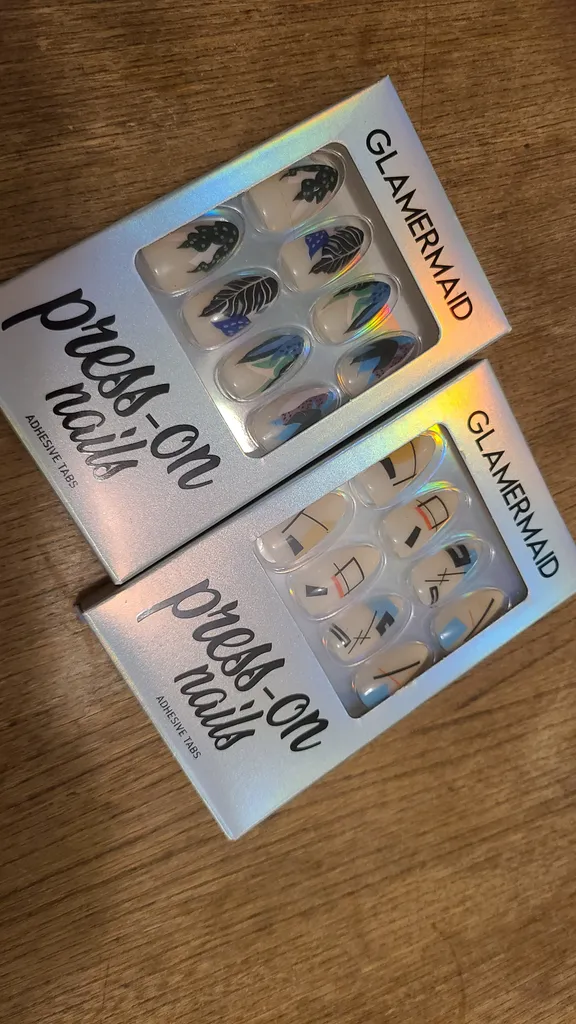 GLAMERMAID
press-on
nails
ADHESIVE TABS
GLAMERMAID
press-on
nails
ADHESIVE TABS